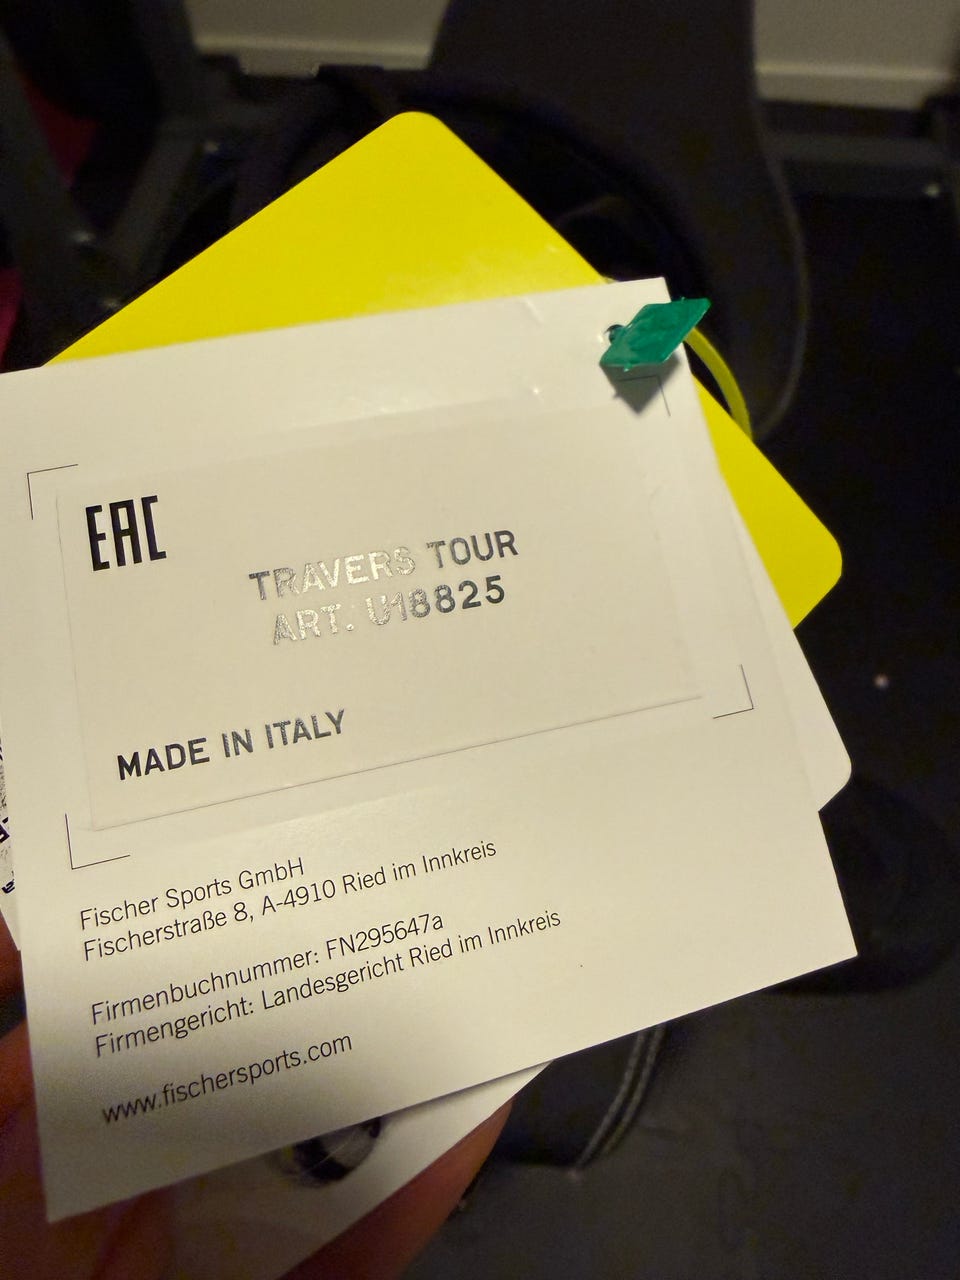 EAC
TRAVERS TOUR
ART. U18825
MADE IN ITALY
Fischer Sports GmbH
Fischerstraße 8, A-4910 Ried im Innkreis
Firmenbuchnummer: FN295647a
Firmengericht: Landesgericht Ried im Innkreis
www.fischersports.com